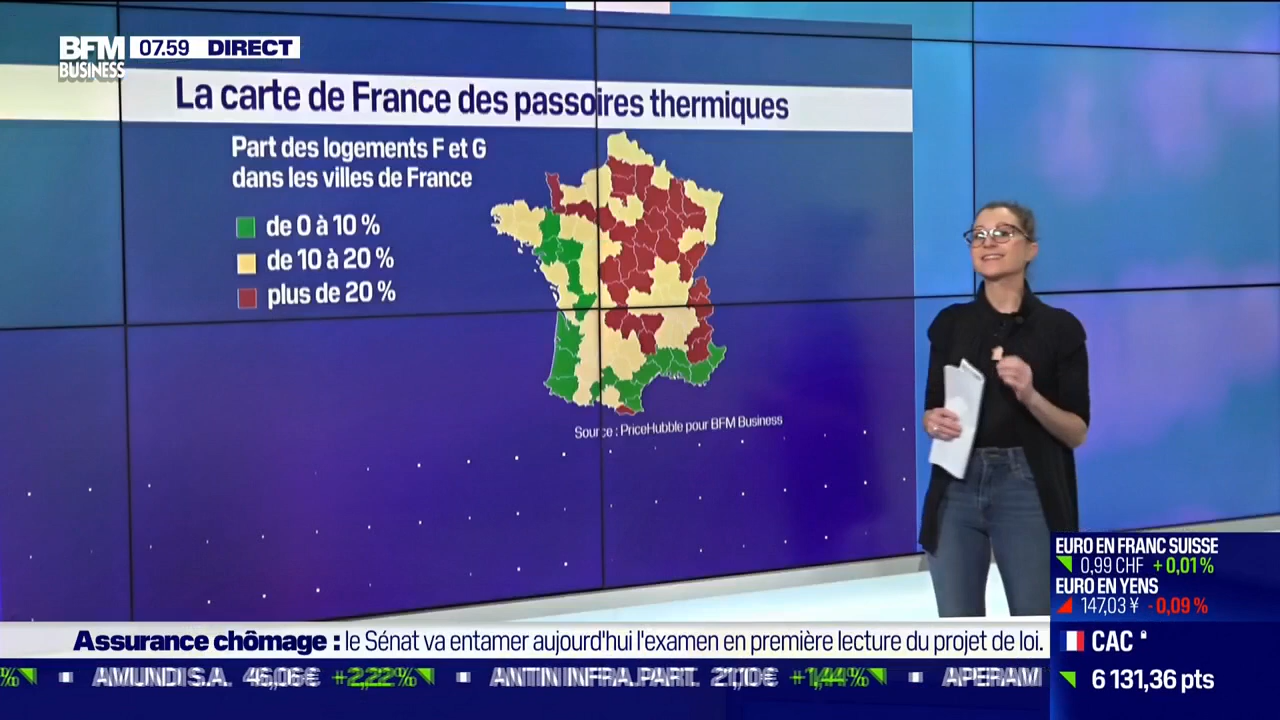 BFM
BUSINESS
07.59 DIRECT
La carte de France des passoires thermiques
Part des logements F et G
dans les villes de France
de 0 à 10 %
de 10 à 20 %
plus de 20 %
Source : PriceHubble pour BFM Business
EURO EN FRANC SUISSE
0,99 CHF +0,01 %
EURO EN YENS
147,03 ¥ -0,09 %
Assurance chômage : le Sénat va entamer aujourd'hui l'examen en première lecture du projet de loi.
CAC
6 131,36 pts
% AMUNDI S.A. 46,06€ +2,22% ANTIN INFRA.PART. 21,10€ +1,44% APERAM